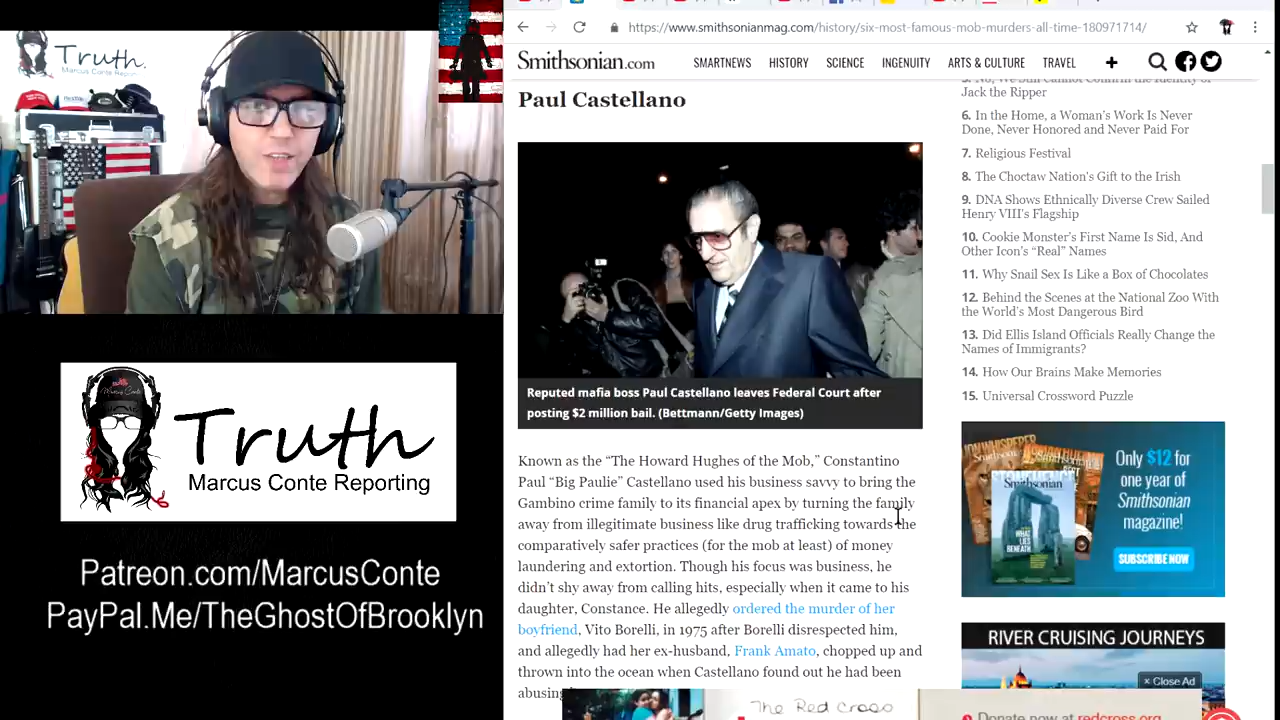 Truth.
Marcus Conte Reporting
Truth
Marcus Conte Reporting
Patreon.com/MarcusConte
PayPal.Me/TheGhostOfBrooklyn
https://www.smithsonianmag.com/history/six-most-famous-mob-murders-all-time-180971714/
Smithsonian.com
SMARTNEWS HISTORY SCIENCE INGENUITY ARTS & CULTURE TRAVEL
Paul Castellano
Reputed mafia boss Paul Castellano leaves Federal Court after
posting $2 million bail. (Bettmann/Getty Images)
Known as the “The Howard Hughes of the Mob,” Constantino
Paul “Big Paulie” Castellano used his business savvy to bring the
Gambino crime family to its financial apex by turning the family
away from illegitimate business like drug trafficking towards the
comparatively safer practices (for the mob at least) of money
laundering and extortion. Though his focus was business, he
didn’t shy away from calling hits, especially when it came to his
daughter, Constance. He allegedly ordered the murder of her
boyfriend, Vito Borelli, in 1975 after Borelli disrespected him,
and allegedly had her ex-husband, Frank Amato, chopped up and
thrown into the ocean when Castellano found out he had been
abusing
5. No, We Still Cannot Confirm the Identity of
Jack the Ripper
6. In the Home, a Woman’s Work Is Never
Done, Never Honored and Never Paid For
7. Religious Festival
8. The Choctaw Nation’s Gift to the Irish
9. DNA Shows Ethnically Diverse Crew Sailed
Henry VIII’s Flagship
10. Cookie Monster’s First Name Is Sid, And
Other Icon’s “Real” Names
11. Why Snail Sex Is Like a Box of Chocolates
12. Behind the Scenes at the National Zoo With
the World’s Most Dangerous Bird
13. Did Ellis Island Officials Really Change the
Names of Immigrants?
14. How Our Brains Make Memories
15. Universal Crossword Puzzle
Smithsonian
STONEHENGE
WHAT
LIES
BENEATH
Only $12 for
one year of
Smithsonian
magazine!
SUBSCRIBE NOW
RIVER CRUISING JOURNEYS
× Close Ad
The Red Cross
Donate now at redcross.org